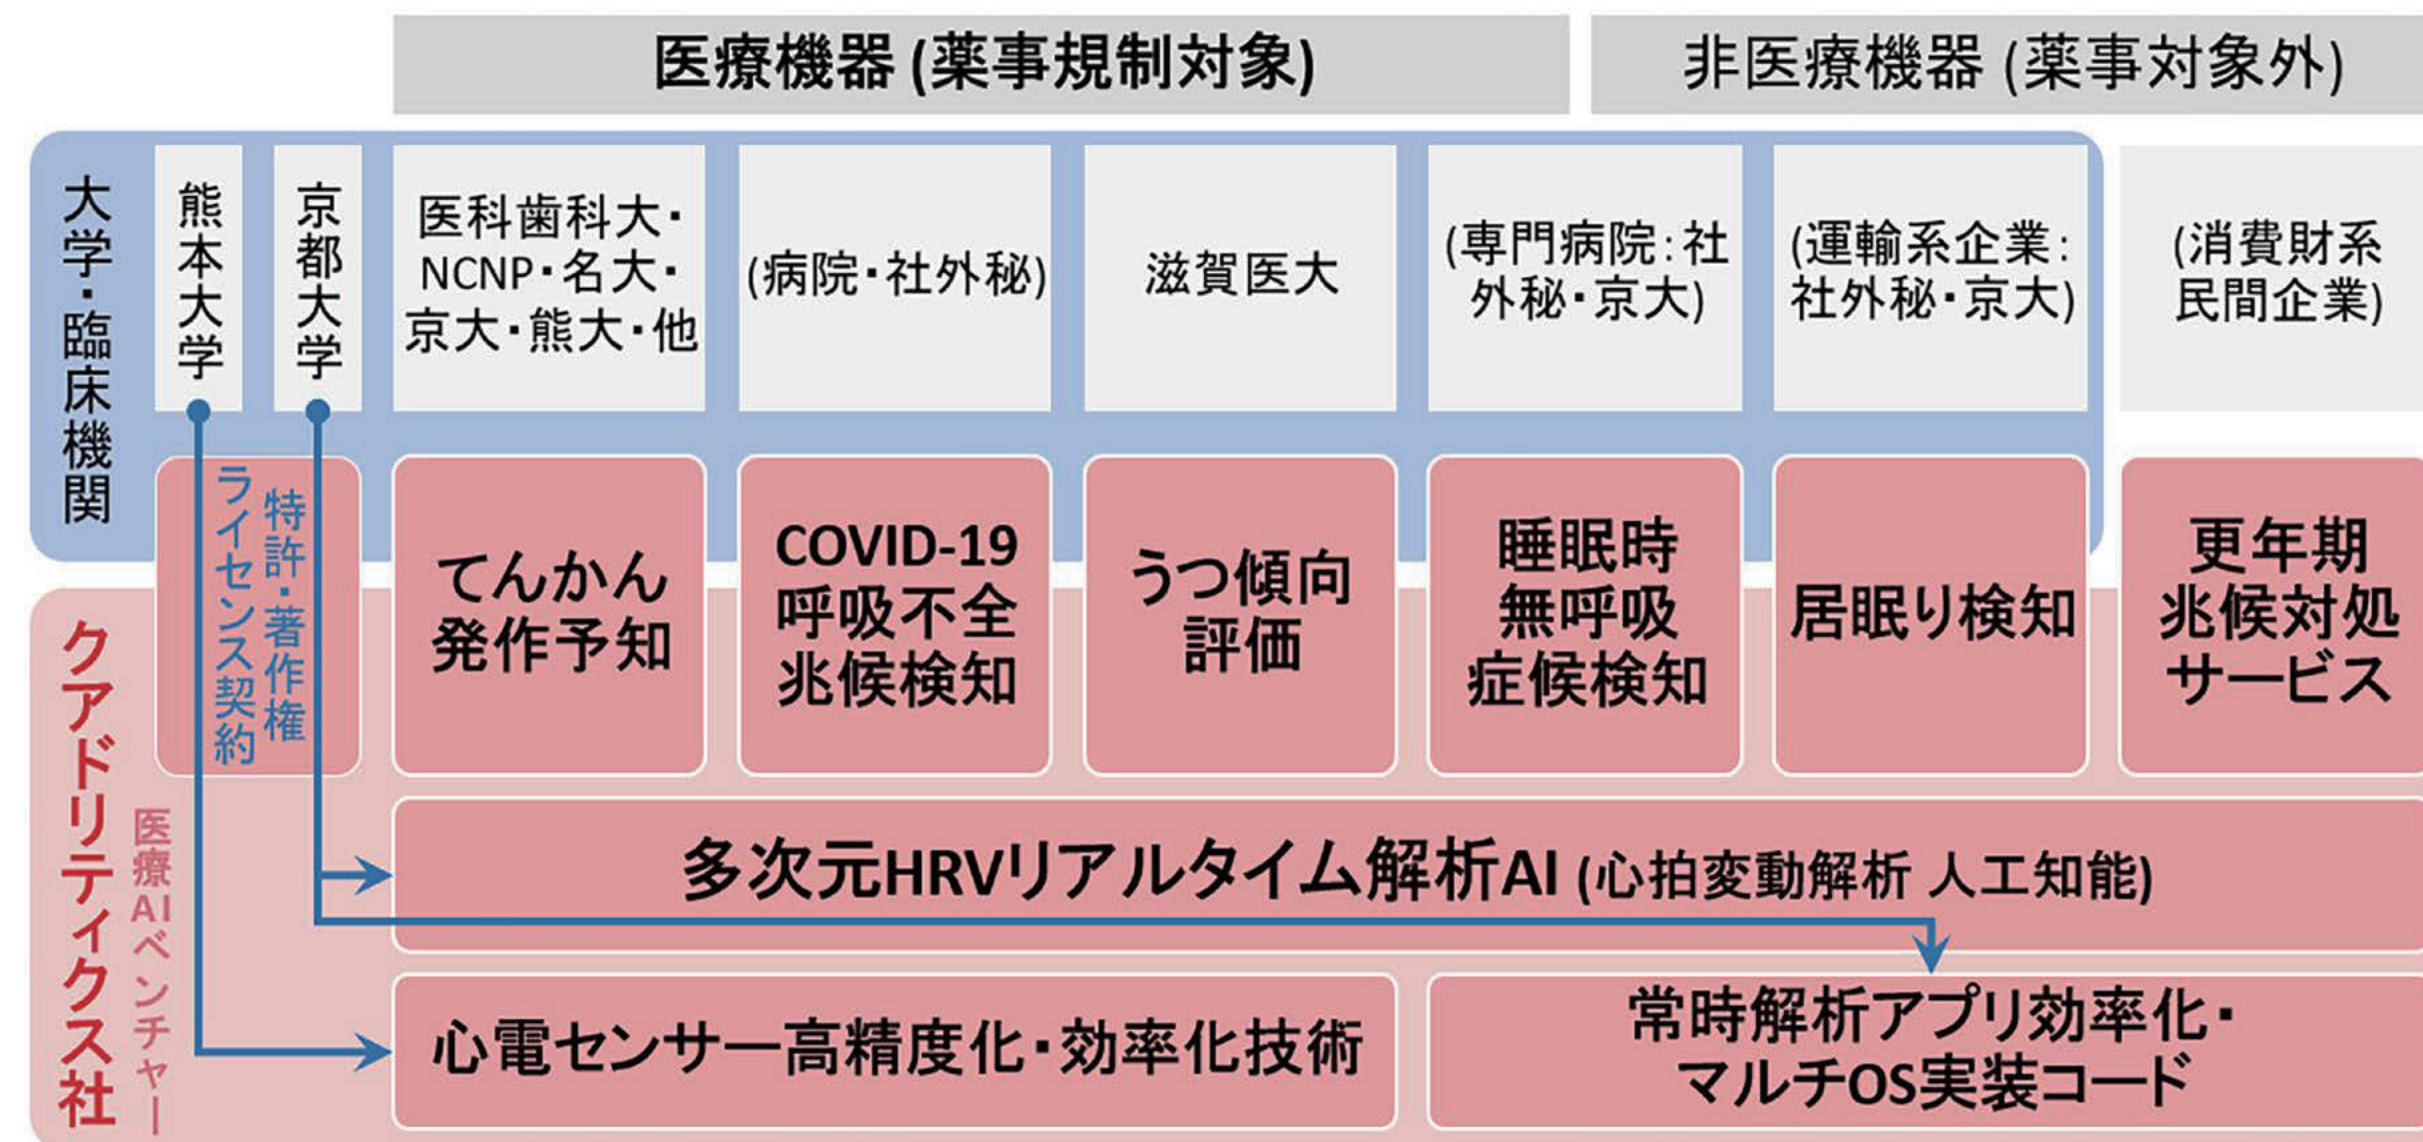 医療機器 (薬事規制対象)
非医療機器 (薬事対象外)
大学・臨床機関
熊本大学
京都大学
医科歯科大・
NCNP・名大・
京大・熊大・他
(病院・社外秘)
滋賀医大
(専門病院：社
外秘・京大)
(運輸系企業：
社外秘・京大)
(消費財系
民間企業)
特許・著作権
ライセンス契約
てんかん
発作予知
COVID-19
呼吸不全
兆候検知
うつ傾向
評価
睡眠時
無呼吸
症候検知
居眠り検知
更年期
兆候対処
サービス
クアドリティクス社
医療AIベンチャー
多次元HRVリアルタイム解析AI (心拍変動解析 人工知能)
心電センサー高精度化・効率化技術
常時解析アプリ効率化・
マルチOS実装コード